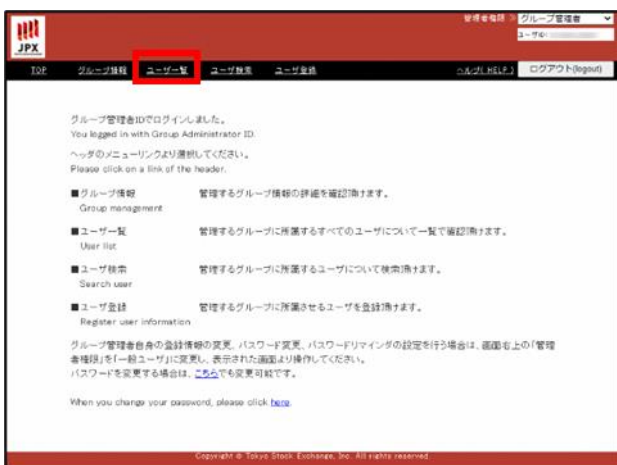 管理者権限 » グループ管理者
ユーザID:
JPX
TOP グループ情報 ユーザ一覧 ユーザ検索 ユーザ登録 ヘルプ( HELP ) ログアウト(logout)
グループ管理者IDでログインしました。
You logged in with Group Administrator ID.
ヘッダのメニューリンクより選択してください。
Please click on a link of the header.
■グループ情報 管理するグループ情報の詳細を確認頂けます。
Group management
■ユーザ一覧 管理するグループに所属するすべてのユーザについて一覧で確認頂けます。
User list
■ユーザ検索 管理するグループに所属するユーザについて検索頂けます。
Search user
■ユーザ登録 管理するグループに所属させるユーザを登録頂けます。
Register user information
グループ管理者自身の登録情報の変更、パスワード変更、パスワードリマインダの設定を行う場合は、画面右上の「管理
者権限」を「一般ユーザ」に変更し、表示された画面より操作してください。
パスワードを変更する場合は、こちらでも変更可能です。
When you change your password, please click here.
Copyright © Tokyo Stock Exchange, Inc. All rights reserved.